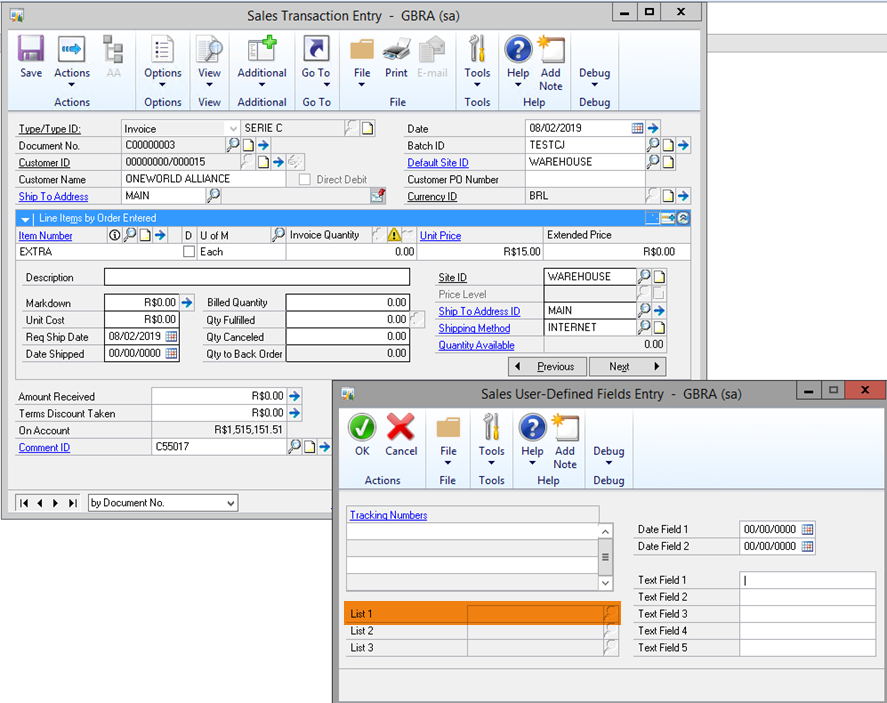 Sales Transaction Entry - GBRA (sa)
Save Actions AA Options View Additional Go To File Print E-mail Tools Help Add Note Debug
Actions Options View Additional Go To File Tools Help Debug
Type/Type ID: Invoice SERIE C Date 08/02/2019
Document No. C00000003 Batch ID TESTCJ
Customer ID 00000000/000015 Default Site ID WAREHOUSE
Customer Name ONEWORLD ALLIANCE Direct Debit Customer PO Number
Ship To Address MAIN Currency ID BRL
Line Items by Order Entered
Item Number D U of M Invoice Quantity Unit Price Extended Price
EXTRA Each 0.00 R$15.00 R$0.00
Description Site ID WAREHOUSE
Price Level
Markdown R$0.00 Billed Quantity 0.00 Ship To Address ID MAIN
Unit Cost R$0.00 Qty Fulfilled 0.00 Shipping Method INTERNET
Req Ship Date 08/02/2019 Qty Canceled 0.00 Quantity Available 0.00
Date Shipped 00/00/0000 Qty to Back Order 0.00
Previous Next
Amount Received R$0.00
Terms Discount Taken R$0.00
On Account R$1,515,151.51
Comment ID C55017
by Document No.
Sales User-Defined Fields Entry - GBRA (sa)
OK Cancel File Tools Help Add Note Debug
Actions File Tools Help Debug
Tracking Numbers
Date Field 1 00/00/0000
Date Field 2 00/00/0000
Text Field 1
Text Field 2
List 1 Text Field 3
List 2 Text Field 4
List 3 Text Field 5